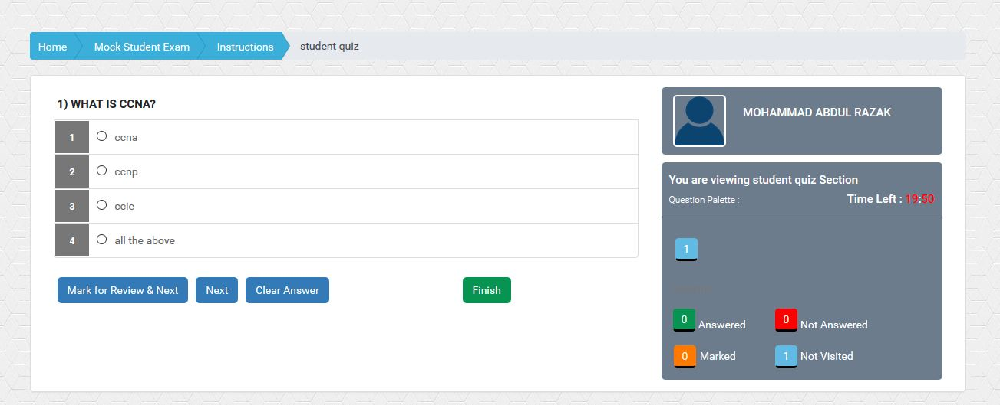 Home Mock Student Exam Instructions student quiz
1) WHAT IS CCNA?
1 ccna
2 ccnp
3 ccie
4 all the above
Mark for Review & Next Next Clear Answer Finish
MOHAMMAD ABDUL RAZAK
You are viewing student quiz Section
Question Palette : Time Left : 19:50
1
0 Answered 0 Not Answered
0 Marked 1 Not Visited